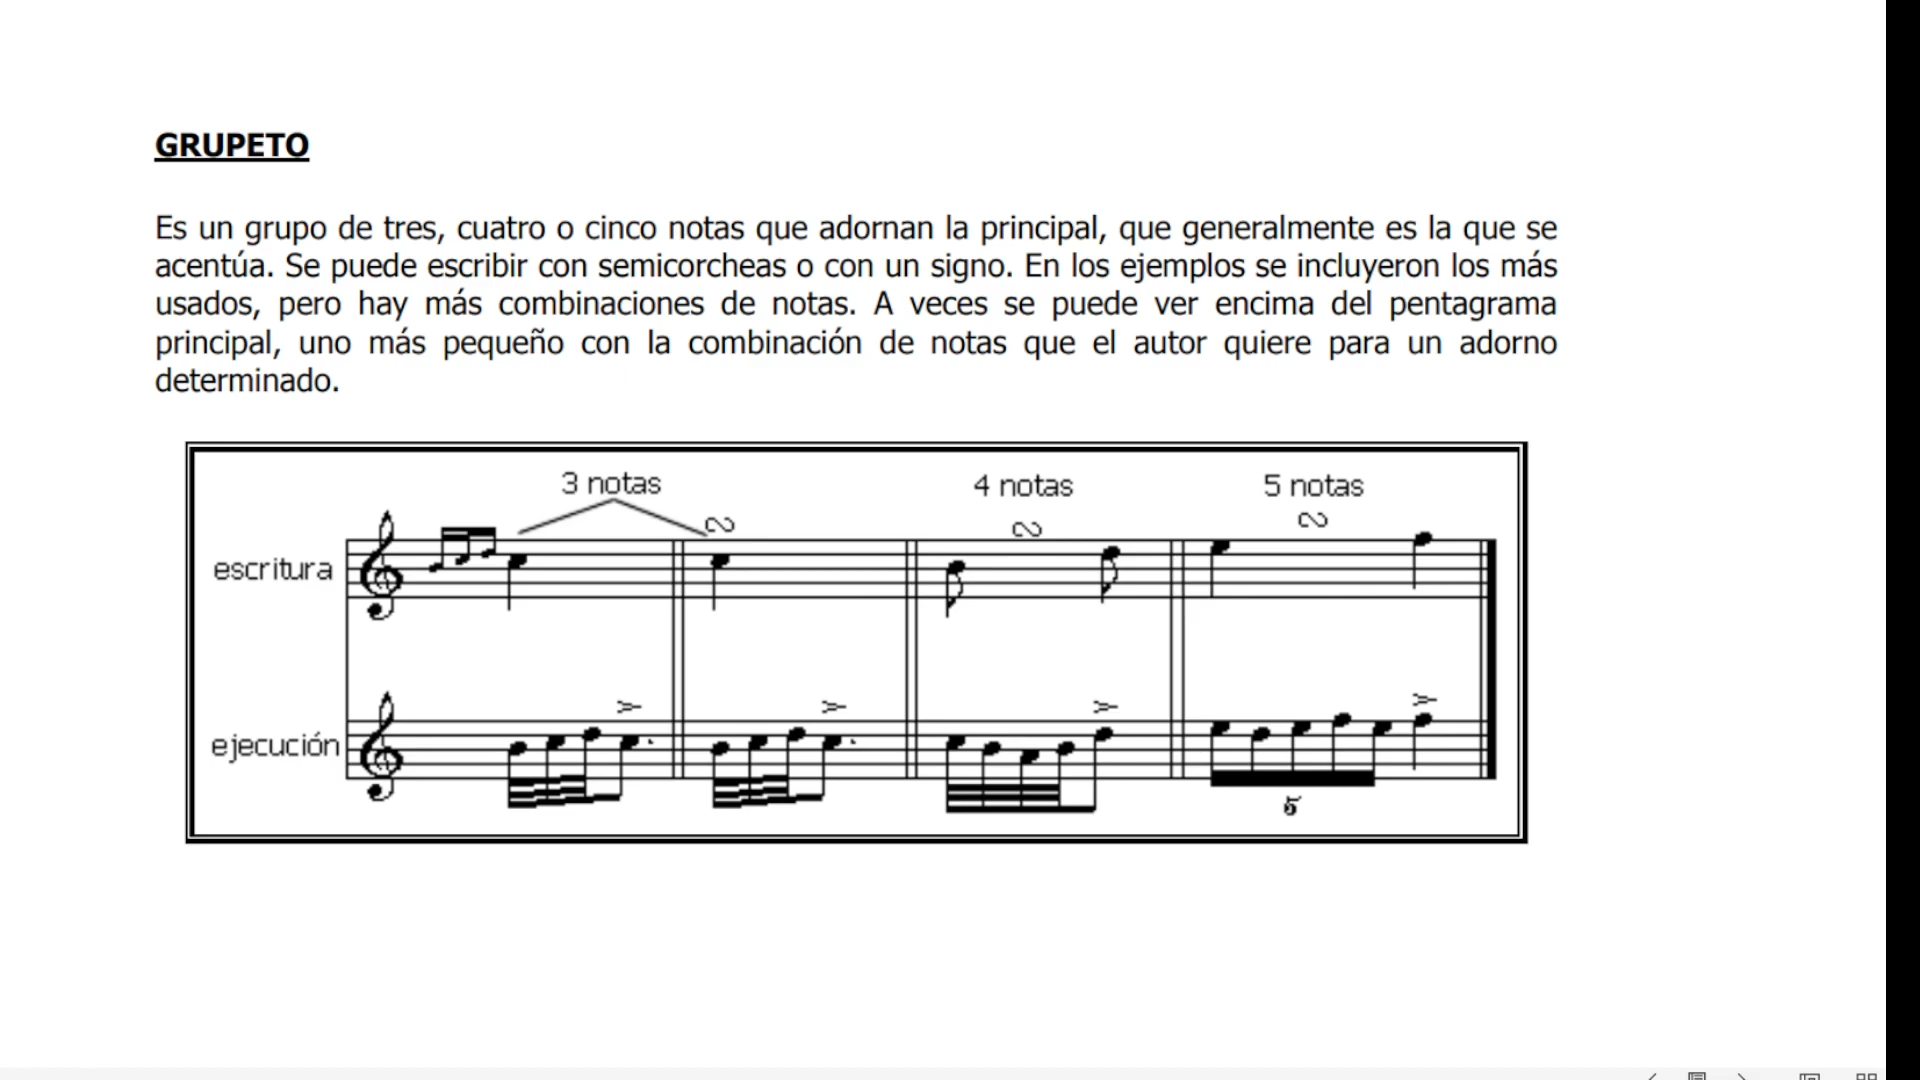 GRUPETO
Es un grupo de tres, cuatro o cinco notas que adornan la principal, que generalmente es la que se
acentúa. Se puede escribir con semicorcheas o con un signo. En los ejemplos se incluyeron los más
usados, pero hay más combinaciones de notas. A veces se puede ver encima del pentagrama
principal, uno más pequeño con la combinación de notas que el autor quiere para un adorno
determinado.
3 notas
4 notas
5 notas
escritura
ejecución
5